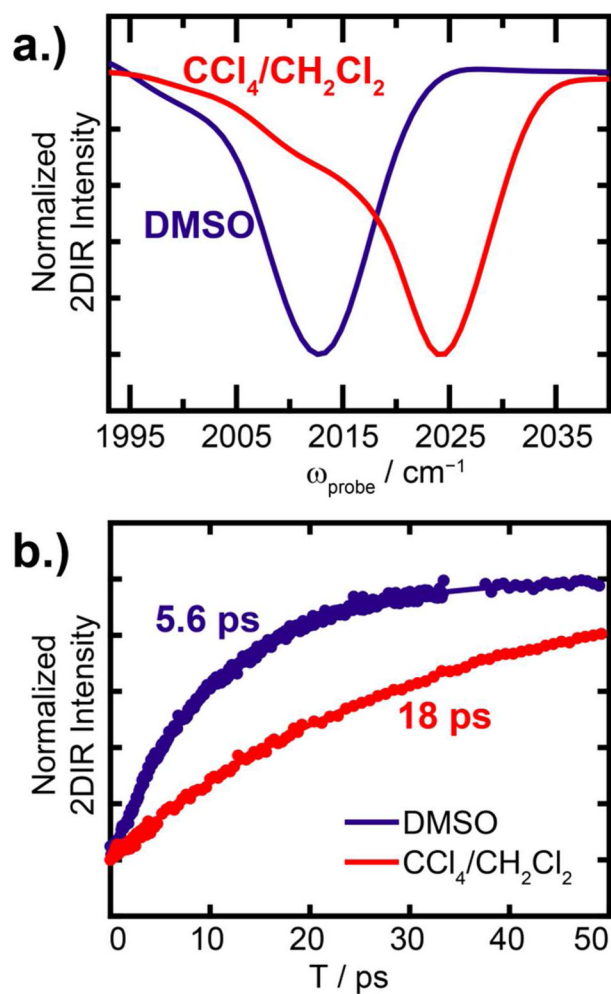 a.)
CCl₄/CH₂Cl₂
DMSO
Normalized
2DIR Intensity
1995 2005 2015 2025 2035
ω_probe / cm⁻¹
b.)
5.6 ps
18 ps
Normalized
2DIR Intensity
DMSO
CCl₄/CH₂Cl₂
0 10 20 30 40 50
T / ps